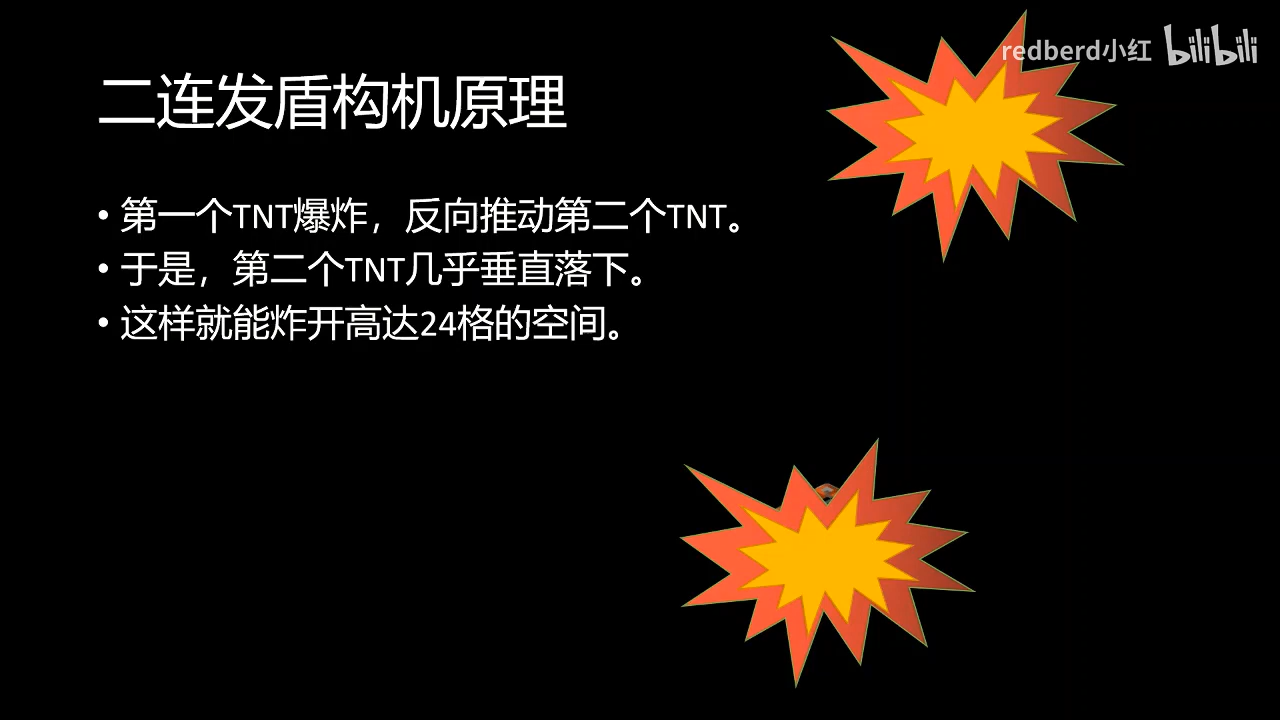 redberd小红 bilibili
二连发盾构机原理
• 第一个TNT爆炸，反向推动第二个TNT。
• 于是，第二个TNT几乎垂直落下。
• 这样就能炸开高达24格的空间。